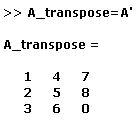 >> A_transpose=A'
A_transpose =
1 4 7
2 5 8
3 6 0